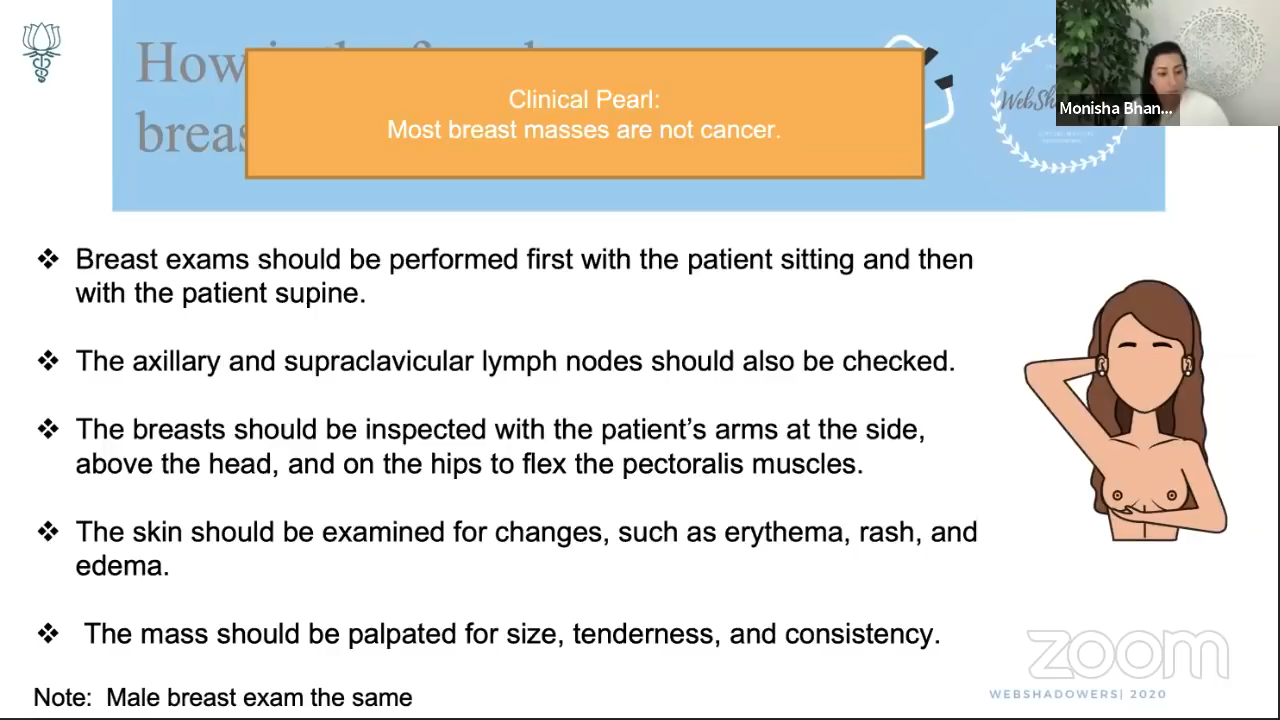 How
breas
Clinical Pearl:
Most breast masses are not cancer.
Monisha Bhan...
❖ Breast exams should be performed first with the patient sitting and then
with the patient supine.
❖ The axillary and supraclavicular lymph nodes should also be checked.
❖ The breasts should be inspected with the patient’s arms at the side,
above the head, and on the hips to flex the pectoralis muscles.
❖ The skin should be examined for changes, such as erythema, rash, and
edema.
❖ The mass should be palpated for size, tenderness, and consistency.
Note: Male breast exam the same
zoom
WEBSHADOWERS| 2020